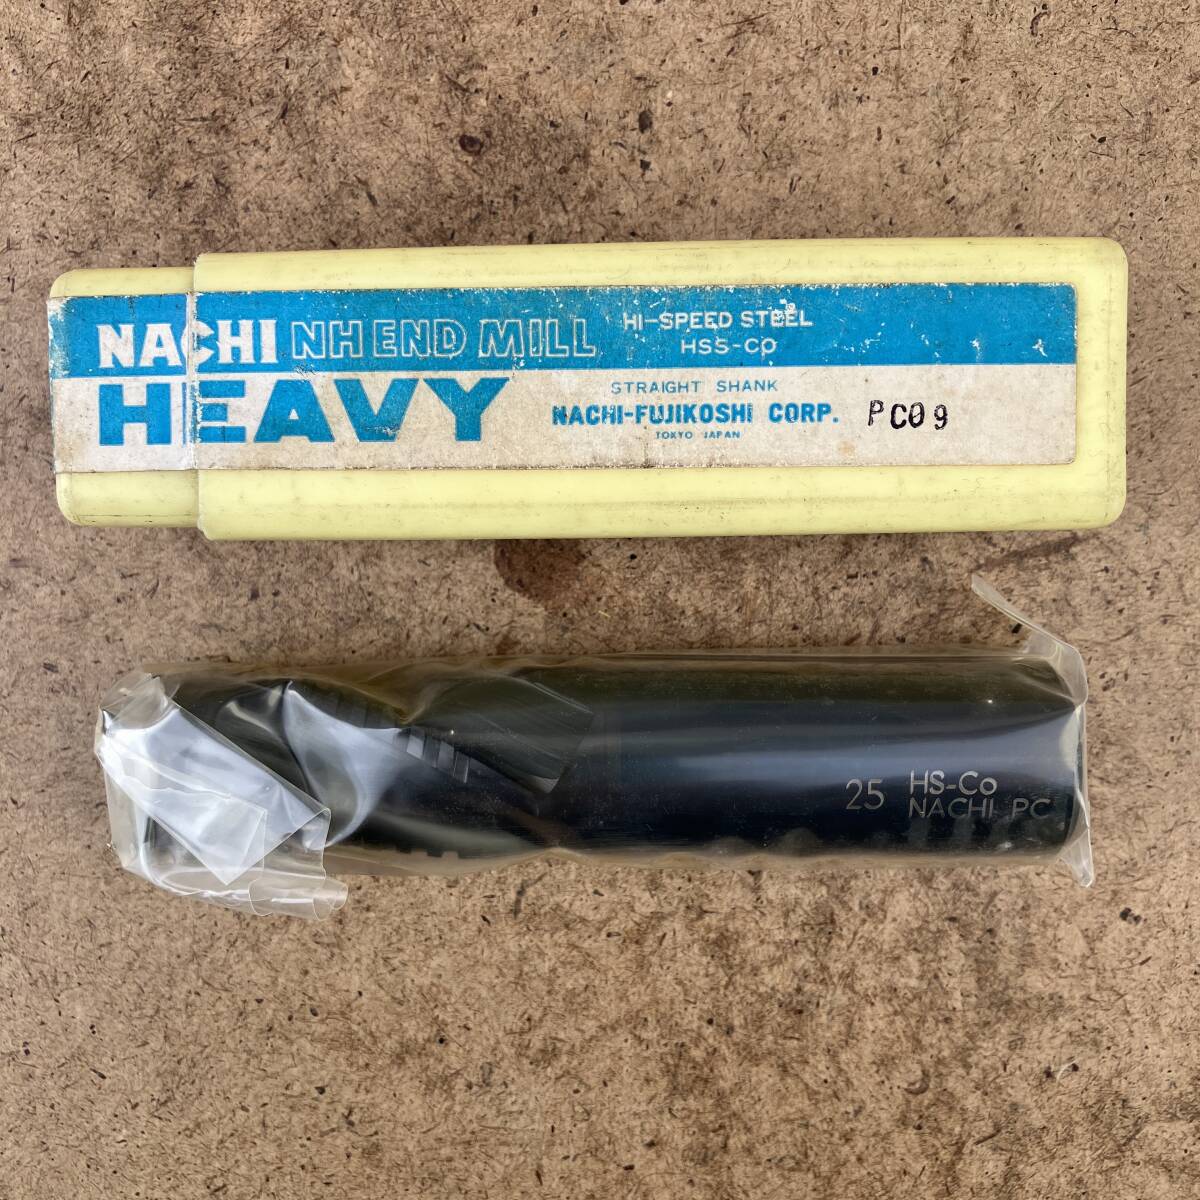 NACHI NH END MILL
HI-SPEED STEEL
HSS-CO
HEAVY
STRAIGHT SHANK
NACHI-FUJIKOSHI CORP.
TOKYO JAPAN
PC09
25 HS-Co
NACHI PC